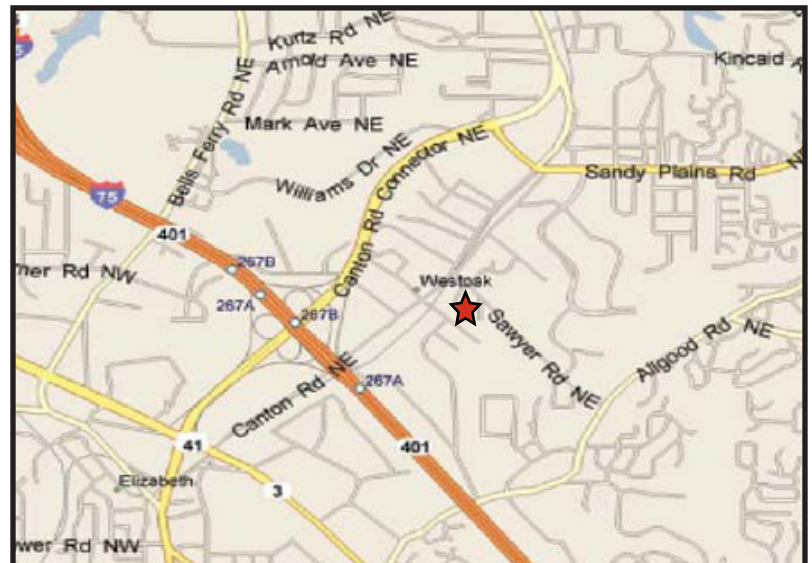 Kurtz Rd NE
Arnold Ave NE
Kincaid
Bells Ferry Rd NE
Mark Ave NE
Williams Dr NE
Canton Rd Connector NE
Sandy Plains Rd
NE
75
401
mer Rd NW
267B
267A
267B
Westoak
Sawyer Rd NE
Allgood Rd NE
Canton Rd NE
267A
41
401
Elizabeth
3
wer Rd NW